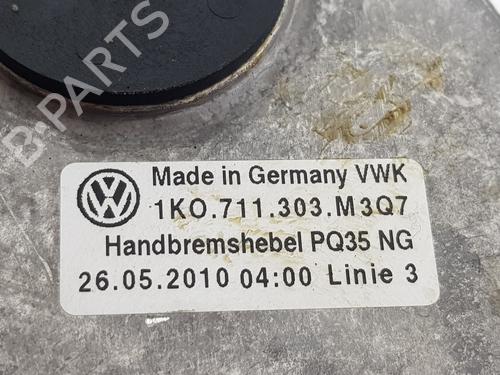 B-PARTS
Made in Germany VWK
1KO.711.303.M3Q7
Handbremshebel PQ35 NG
26.05.2010 04:00 Linie 3